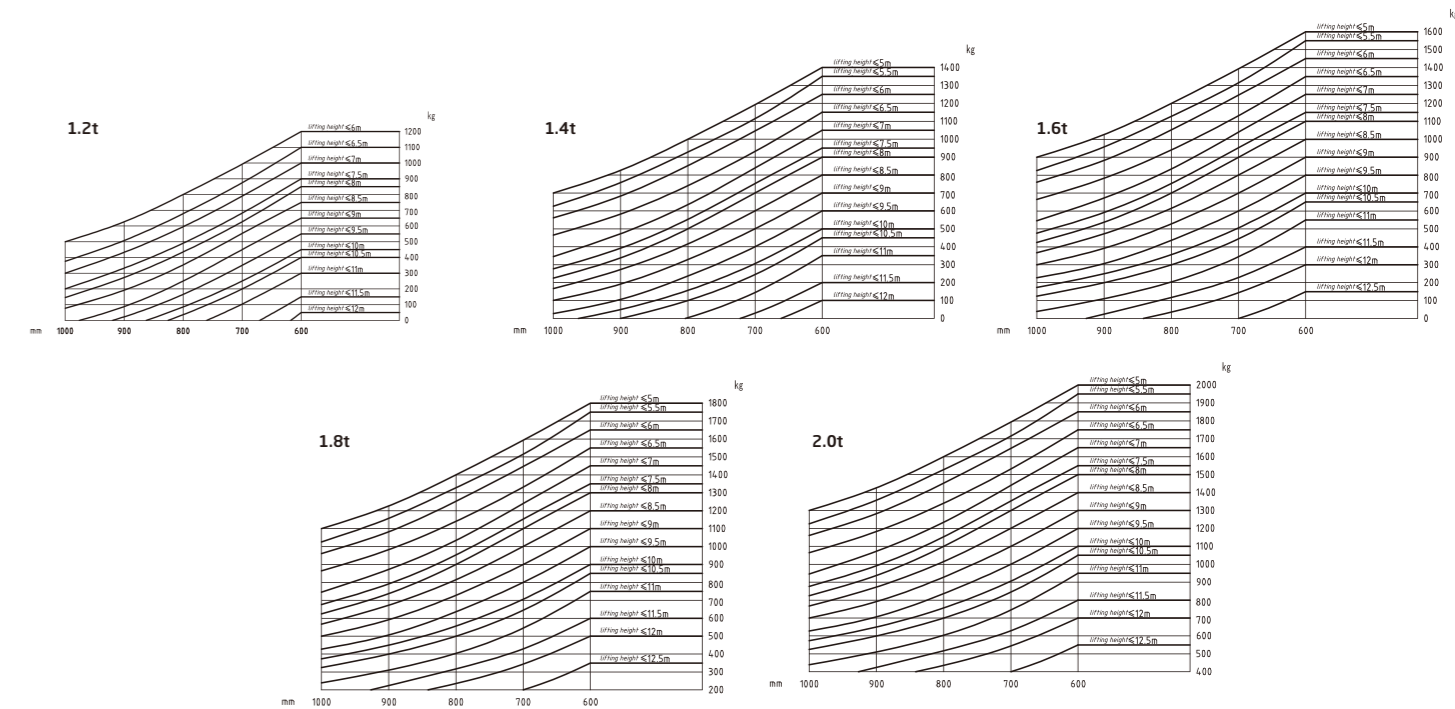 1.2t
kg
lifting height≤6m
1200
lifting height≤6.5m
1100
lifting height≤7m
1000
lifting height≤7.5m
900
lifting height≤8m
lifting height≤8.5m
800
lifting height≤9m
700
600
lifting height≤9.5m
500
lifting height≤10m
lifting height≤10.5m
400
lifting height≤11m
300
200
lifting height≤11.5m
100
lifting height≤12m
0
mm 1000 900 800 700 600
1.4t
kg
lifting height≤5m
1400
lifting height≤5.5m
1300
lifting height≤6m
1200
lifting height≤6.5m
1100
lifting height≤7m
1000
lifting height≤7.5m
lifting height≤8m
900
lifting height≤8.5m
800
lifting height≤9m
700
lifting height≤9.5m
600
lifting height≤10m
500
lifting height≤10.5m
400
lifting height≤11m
300
lifting height≤11.5m
200
lifting height≤12m
100
0
mm 1000 900 800 700 600
1.6t
lifting height≤5m
1600
lifting height≤5.5m
1500
lifting height≤6m
1400
lifting height≤6.5m
1300
lifting height≤7m
1200
lifting height≤7.5m
lifting height≤8m
1100
lifting height≤8.5m
1000
lifting height≤9m
900
lifting height≤9.5m
800
lifting height≤10m
700
lifting height≤10.5m
600
lifting height≤11m
500
lifting height≤11.5m
400
lifting height≤12m
300
200
lifting height≤12.5m
100
0
mm 1000 900 800 700 600
1.8t
kg
lifting height ≤5m
1800
lifting height ≤5.5m
1700
lifting height ≤6m
1600
lifting height ≤6.5m
1500
lifting height ≤7m
1400
lifting height ≤7.5m
lifting height ≤8m
1300
lifting height ≤8.5m
1200
lifting height ≤9m
1100
lifting height ≤9.5m
1000
lifting height ≤10m
900
lifting height ≤10.5m
800
lifting height ≤11m
700
lifting height ≤11.5m
600
lifting height ≤12m
500
400
lifting height ≤12.5m
300
200
mm 1000 900 800 700 600
2.0t
kg
lifting height≤5m
2000
lifting height≤5.5m
1900
lifting height≤6m
1800
lifting height≤6.5m
1700
lifting height≤7m
1600
lifting height≤7.5m
lifting height≤8m
1500
lifting height≤8.5m
1400
lifting height≤9m
1300
lifting height≤9.5m
1200
lifting height≤10m
1100
lifting height≤10.5m
1000
lifting height≤11m
900
lifting height≤11.5m
800
lifting height≤12m
700
600
lifting height≤12.5m
500
400
mm 1000 900 800 700 600